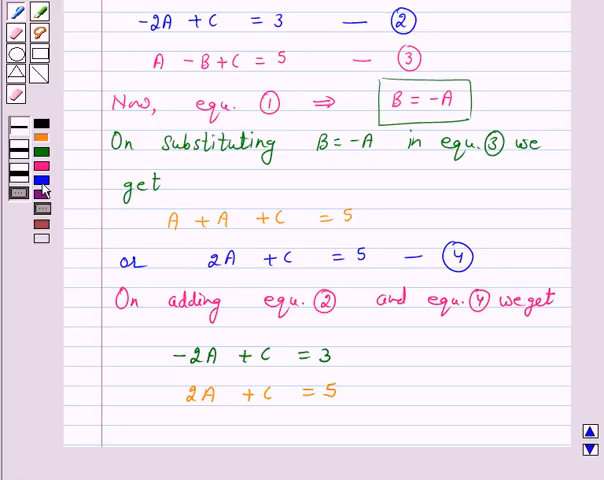 -2A + C = 3 — ②
A - B + C = 5 — ③
Now, equ. ① ⇒ B = -A
On substituting B = -A in equ. ③ we
get
A + A + C = 5
or 2A + C = 5 — ④
On adding equ. ② and equ. ④ we get
-2A + C = 3
2A + C = 5